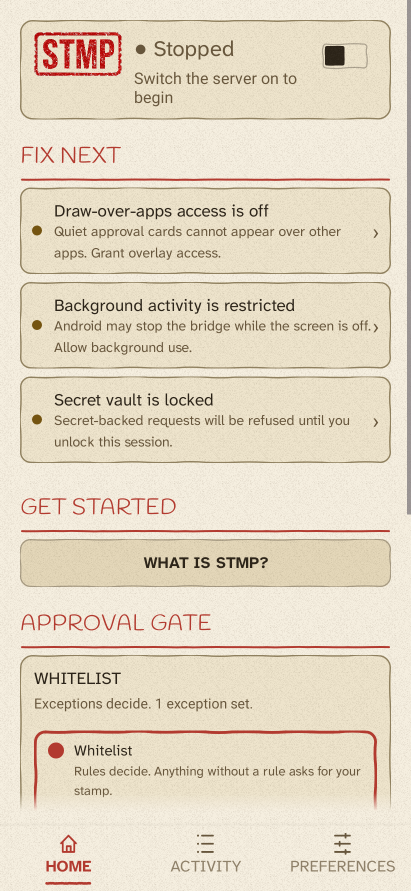 STMP
● Stopped
Switch the server on to
begin
FIX NEXT
Draw-over-apps access is off
Quiet approval cards cannot appear over other
apps. Grant overlay access.
Background activity is restricted
Android may stop the bridge while the screen is off.
Allow background use.
Secret vault is locked
Secret-backed requests will be refused until you
unlock this session.
GET STARTED
WHAT IS STMP?
APPROVAL GATE
WHITELIST
Exceptions decide. 1 exception set.
Whitelist
Rules decide. Anything without a rule asks for your
stamp.
HOME ACTIVITY PREFERENCES